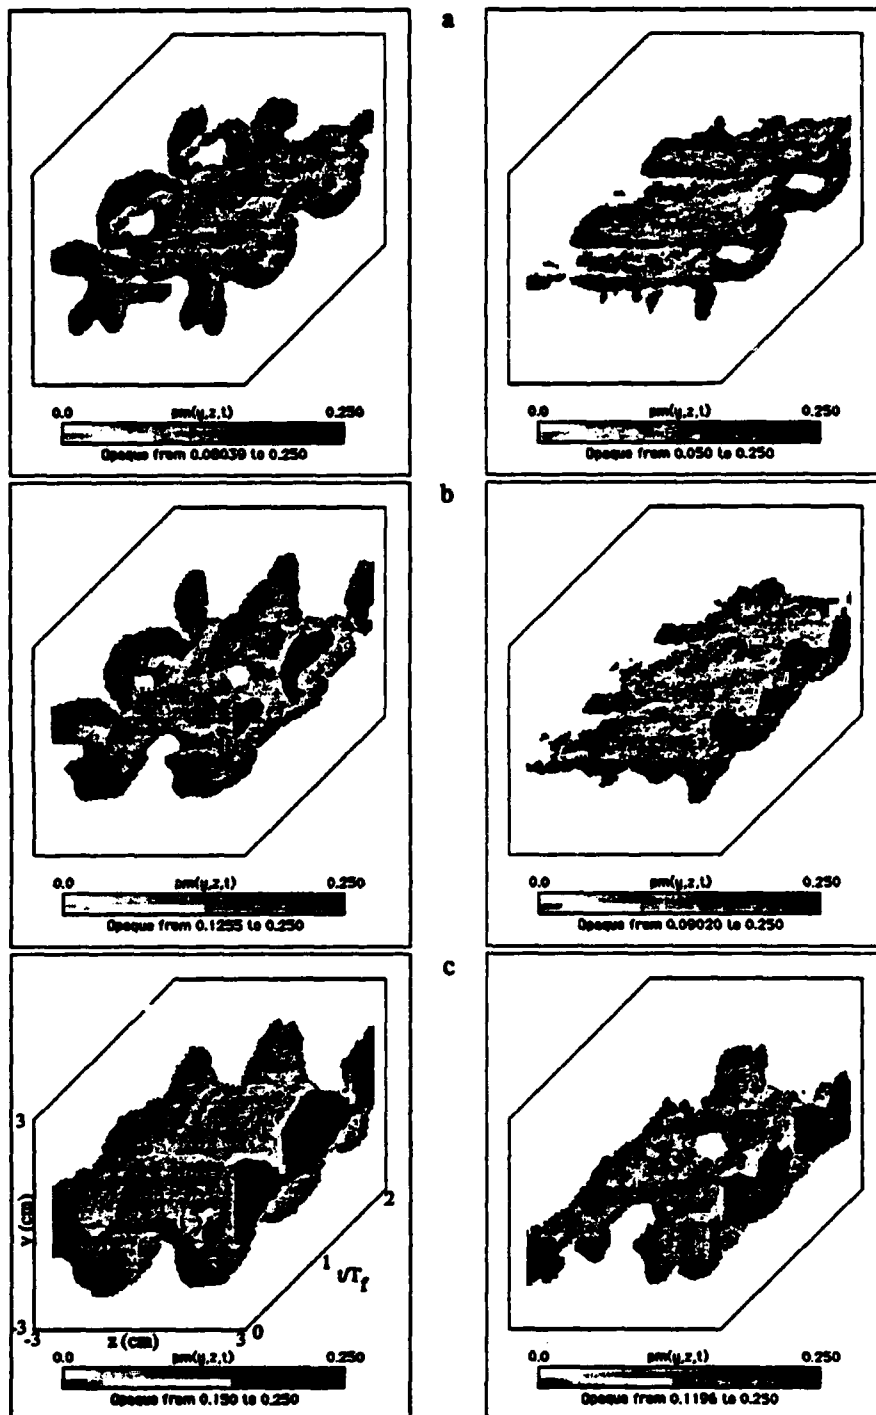 a
0.0 pm(y,z,t) 0.250
Opaque from 0.08039 to 0.250
0.0 pm(y,z,t) 0.250
Opaque from 0.050 to 0.250
b
0.0 pm(y,z,t) 0.250
Opaque from 0.1255 to 0.250
0.0 pm(y,z,t) 0.250
Opaque from 0.09020 to 0.250
c
3
y (cm)
-3
-3 z (cm) 3
0
1 t/Tf
2
0.0 pm(y,z,t) 0.250
Opaque from 0.150 to 0.250
0.0 pm(y,z,t) 0.250
Opaque from 0.1196 to 0.250